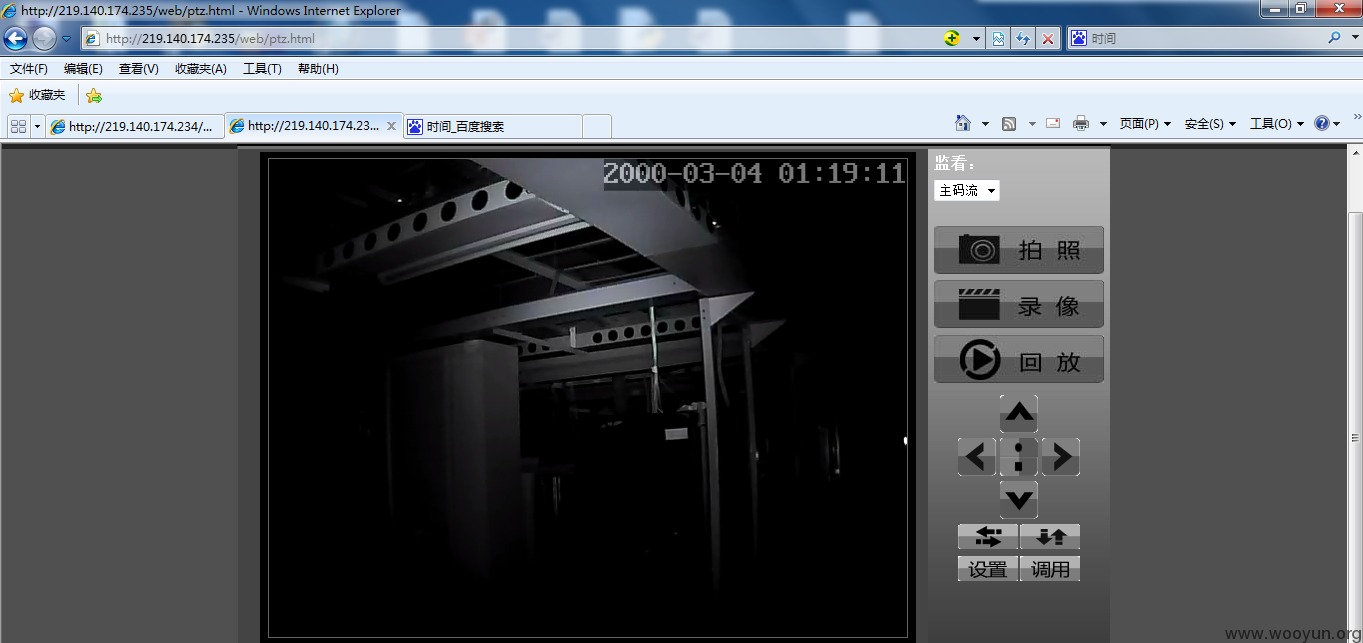 http://219.140.174.235/web/ptz.html - Windows Internet Explorer
http://219.140.174.235/web/ptz.html
时间
文件(F) 编辑(E) 查看(V) 收藏夹(A) 工具(T) 帮助(H)
收藏夹
http://219.140.174.234/... http://219.140.174.23... 时间_百度搜索 页面(P) 安全(S) 工具(O)
2000-03-04 01:19:11
监看：
主码流
拍 照
录 像
回 放
设置 调用
www.wooyun.org